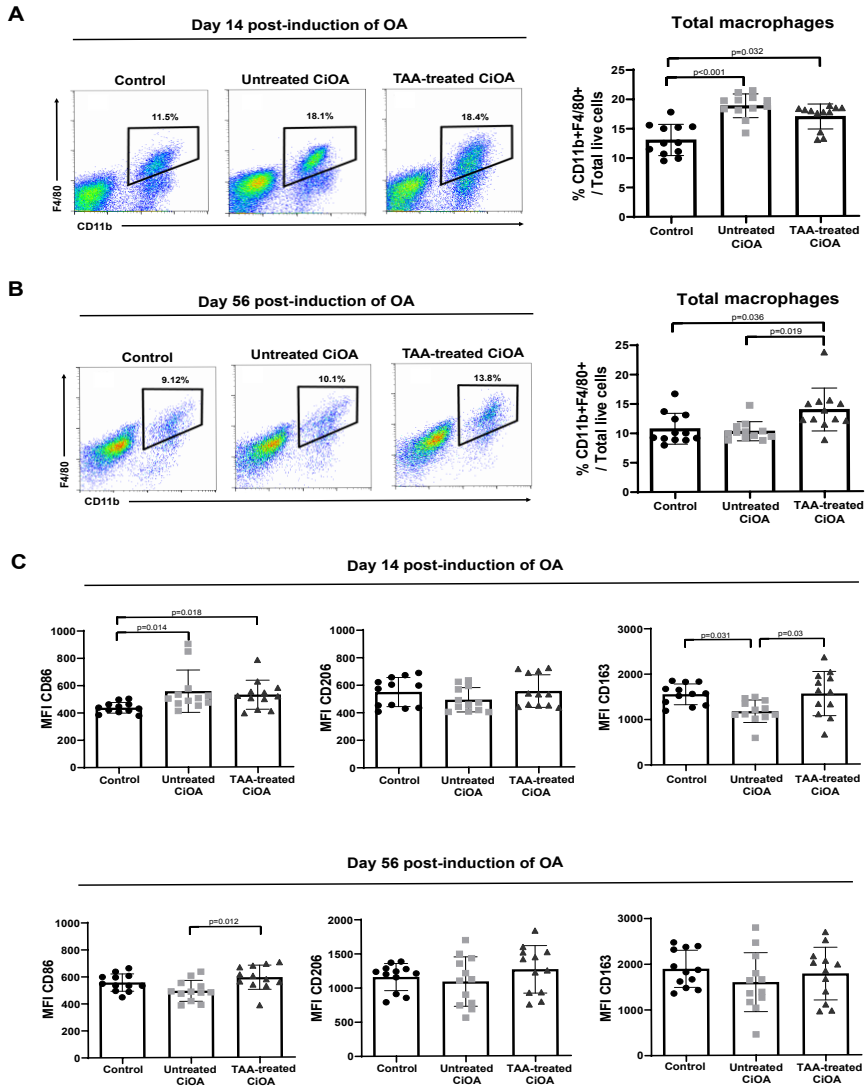 A
Day 14 post-induction of OA
Control
Untreated CiOA
TAA-treated CiOA
11.5%
18.1%
18.4%
F4/80
CD11b
Total macrophages
p=0.032
p<0.001
% CD11b+F4/80+
/ Total live cells
25
20
15
10
5
0
Control
Untreated
CiOA
TAA-treated
CiOA
B
Day 56 post-induction of OA
Control
Untreated CiOA
TAA-treated CiOA
9.12%
10.1%
13.8%
F4/80
CD11b
Total macrophages
p=0.036
p=0.019
% CD11b+F4/80+
/ Total live cells
25
20
15
10
5
0
Control
Untreated
CiOA
TAA-treated
CiOA
C
Day 14 post-induction of OA
p=0.018
p=0.014
MFI CD86
1000
800
600
400
200
0
Control
Untreated
CiOA
TAA-treated
CiOA
MFI CD206
1000
800
600
400
200
0
Control
Untreated
CiOA
TAA-treated
CiOA
p=0.031
p=0.03
MFI CD163
3000
2000
1000
0
Control
Untreated
CiOA
TAA-treated
CiOA
Day 56 post-induction of OA
p=0.012
MFI CD86
1000
800
600
400
200
0
Control
Untreated
CiOA
TAA-treated
CiOA
MFI CD206
2000
1500
1000
500
0
Control
Untreated
CiOA
TAA-treated
CiOA
MFI CD163
3000
2000
1000
0
Control
Untreated
CiOA
TAA-treated
CiOA